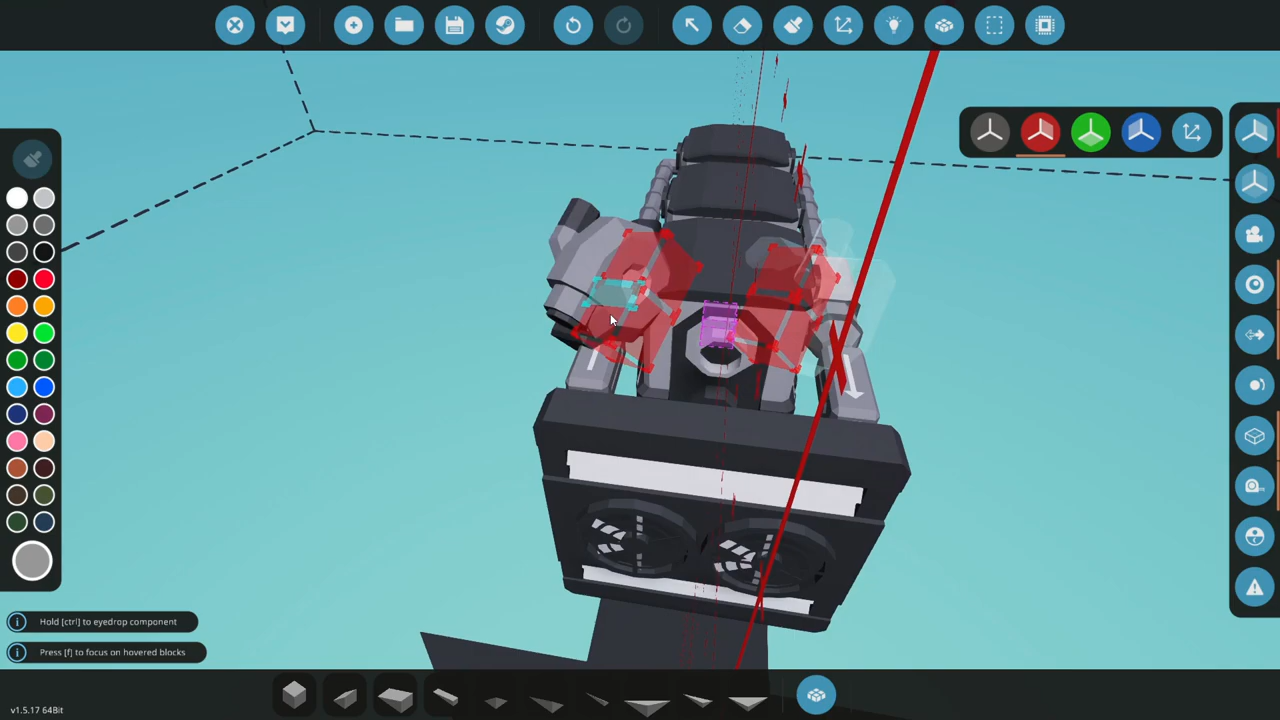 Hold [ctrl] to eyedrop component
Press [f] to focus on hovered blocks
v1.5.17 64Bit